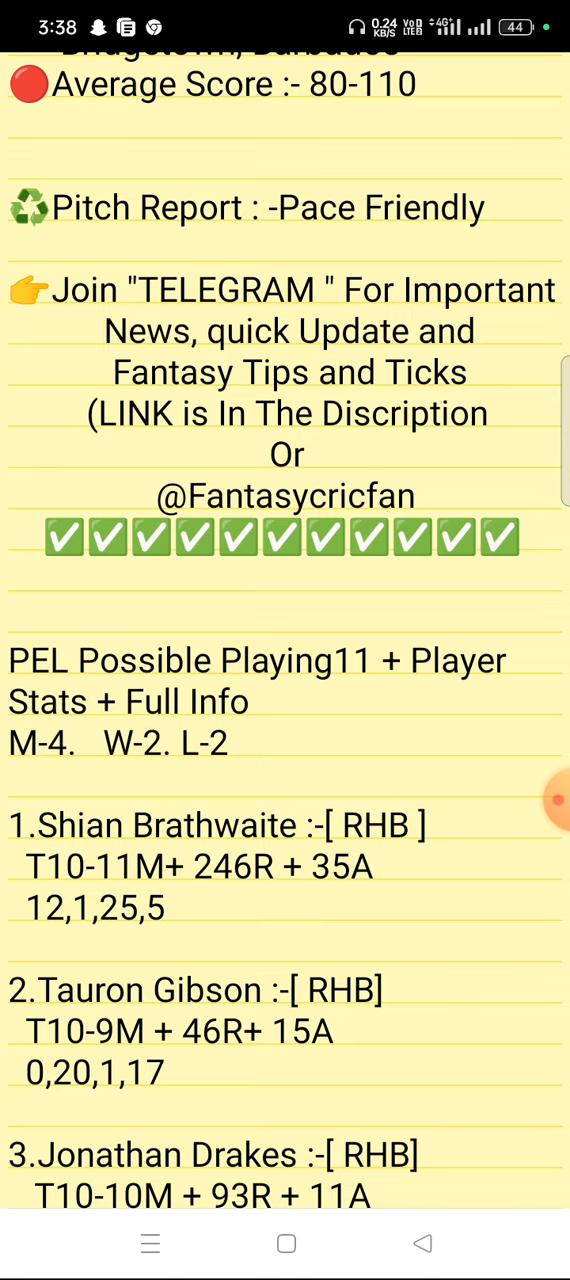 3:38
0.24 KB/S
4G+
44
Bridgetown, Barbados
🔴Average Score :- 80-110
♻️Pitch Report : -Pace Friendly
👉Join "TELEGRAM " For Important
News, quick Update and
Fantasy Tips and Ticks
(LINK is In The Discription
Or
@Fantasycricfan
✅✅✅✅✅✅✅✅✅✅✅
PEL Possible Playing11 + Player
Stats + Full Info
M-4.   W-2. L-2
1.Shian Brathwaite :-[ RHB ]
T10-11M+ 246R + 35A
12,1,25,5
2.Tauron Gibson :-[ RHB]
T10-9M + 46R+ 15A
0,20,1,17
3.Jonathan Drakes :-[ RHB]
T10-10M + 93R + 11A